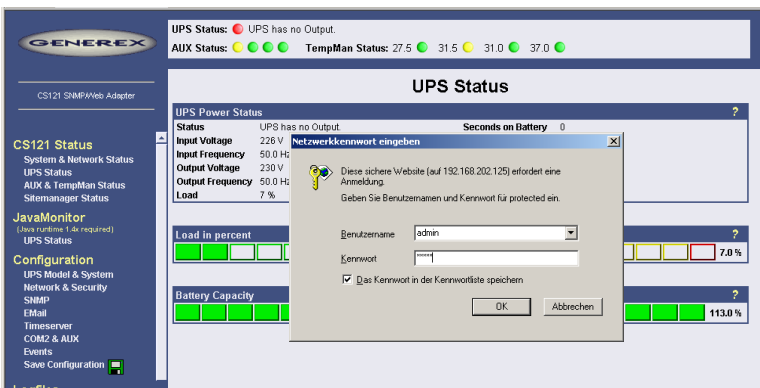 GENEREX
CS121 SNMP/Web Adapter
UPS Status: UPS has no Output.
AUX Status: TempMan Status: 27.5 31.5 31.0 37.0
CS121 Status
System & Network Status
UPS Status
AUX & TempMan Status
Sitemanager Status
JavaMonitor
(Java runtime 1.4x required)
UPS Status
Configuration
UPS Model & System
Network & Security
SNMP
EMail
Timeserver
COM2 & AUX
Events
Save Configuration
UPS Status
UPS Power Status ?
Status UPS has no Output. Seconds on Battery 0
Input Voltage 226 V
Input Frequency 50.0 Hz
Output Voltage 230 V
Output Frequency 50.0 Hz
Load 7 %
Load in percent ?
7.0 %
Battery Capacity ?
113.0 %
Netzwerkkennwort eingeben
Diese sichere Website (auf 192.168.202.125) erfordert eine
Anmeldung.
Geben Sie Benutzernamen und Kennwort für protected ein.
Benutzername admin
Kennwort *****
Das Kennwort in der Kennwortliste speichern
OK Abbrechen